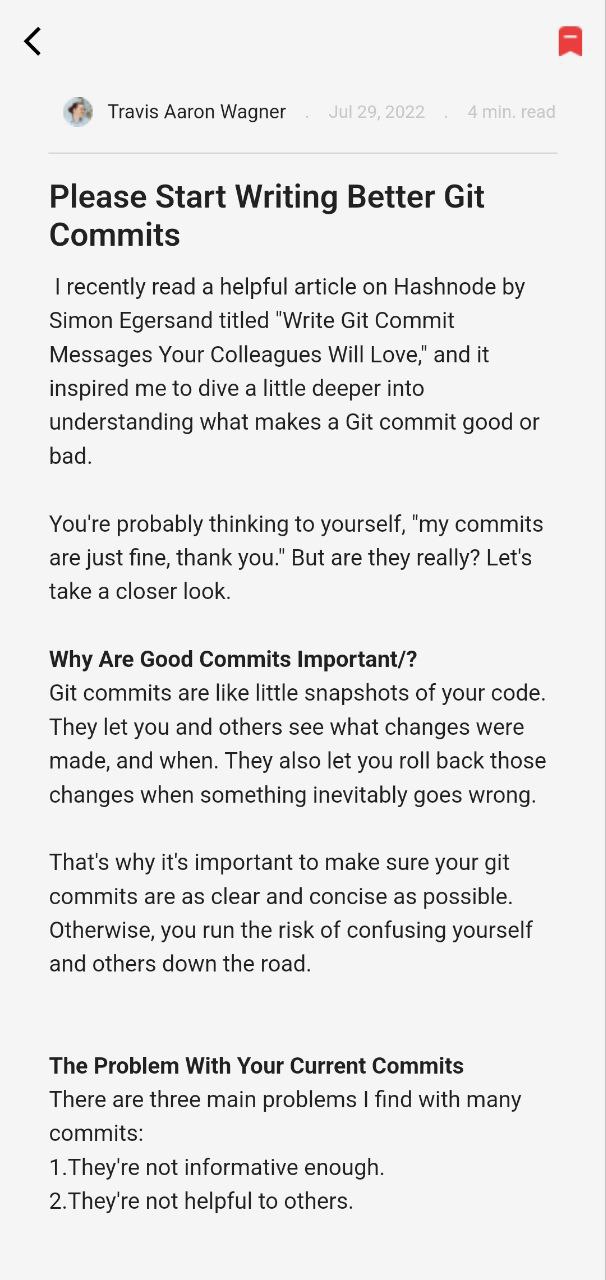 Travis Aaron Wagner . Jul 29, 2022 . 4 min. read
Please Start Writing Better Git
Commits
I recently read a helpful article on Hashnode by
Simon Egersand titled "Write Git Commit
Messages Your Colleagues Will Love," and it
inspired me to dive a little deeper into
understanding what makes a Git commit good or
bad.
You're probably thinking to yourself, "my commits
are just fine, thank you." But are they really? Let's
take a closer look.
Why Are Good Commits Important/?
Git commits are like little snapshots of your code.
They let you and others see what changes were
made, and when. They also let you roll back those
changes when something inevitably goes wrong.
That's why it's important to make sure your git
commits are as clear and concise as possible.
Otherwise, you run the risk of confusing yourself
and others down the road.
The Problem With Your Current Commits
There are three main problems I find with many
commits:
1.They're not informative enough.
2.They're not helpful to others.